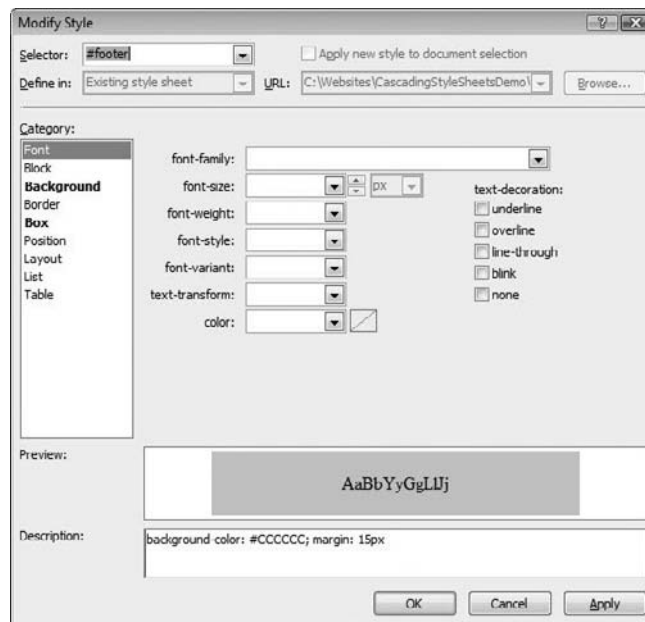 Modify Style
Selector: #footer Apply new style to document selection
Define in: Existing style sheet URL: C:\Websites\CascadingStyleSheetsDemo\ Browse...
Category:
Font
Block
Background
Border
Box
Position
Layout
List
Table
font-family:
font-size: px
font-weight:
font-style:
font-variant:
text-transform:
color:
text-decoration:
underline
overline
line-through
blink
none
Preview:
AaBbYyGgLlJj
Description:
background-color: #CCCCCC; margin: 15px
OK Cancel Apply